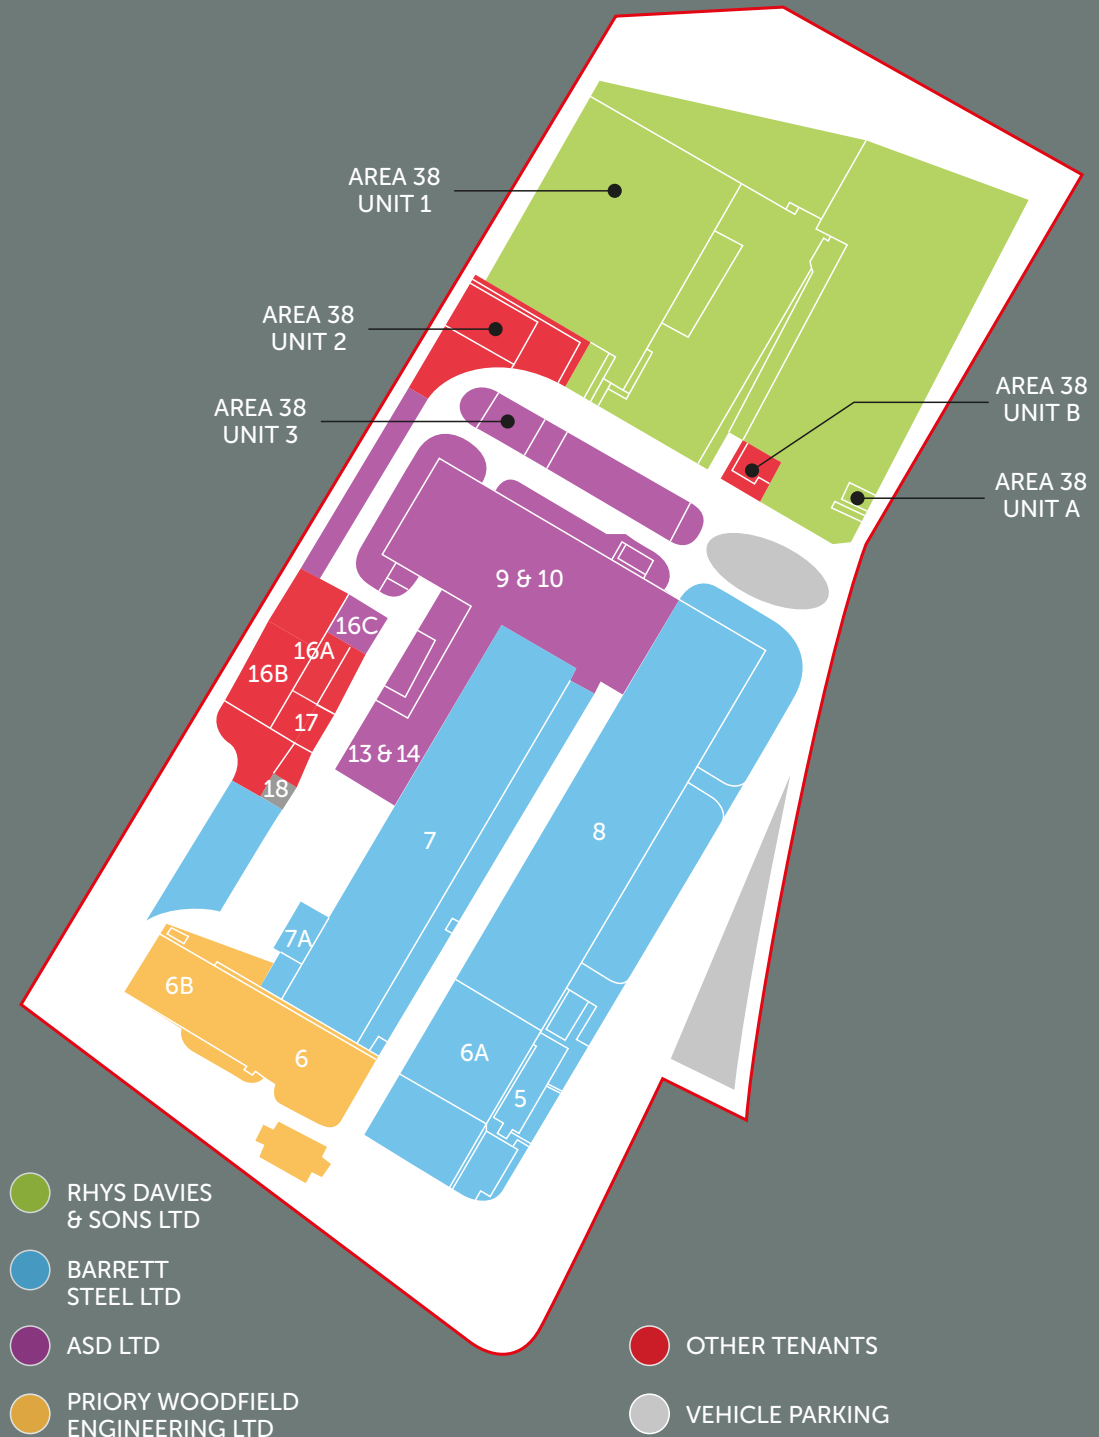 AREA 38
UNIT 1
AREA 38
UNIT 2
AREA 38
UNIT 3
AREA 38
UNIT B
AREA 38
UNIT A
9 & 10
16C
16A
16B
17
13 & 14
18
7
8
7A
6B
6
6A
5
RHYS DAVIES
& SONS LTD
BARRETT
STEEL LTD
ASD LTD
PRIORY WOODFIELD
ENGINEERING LTD
OTHER TENANTS
VEHICLE PARKING